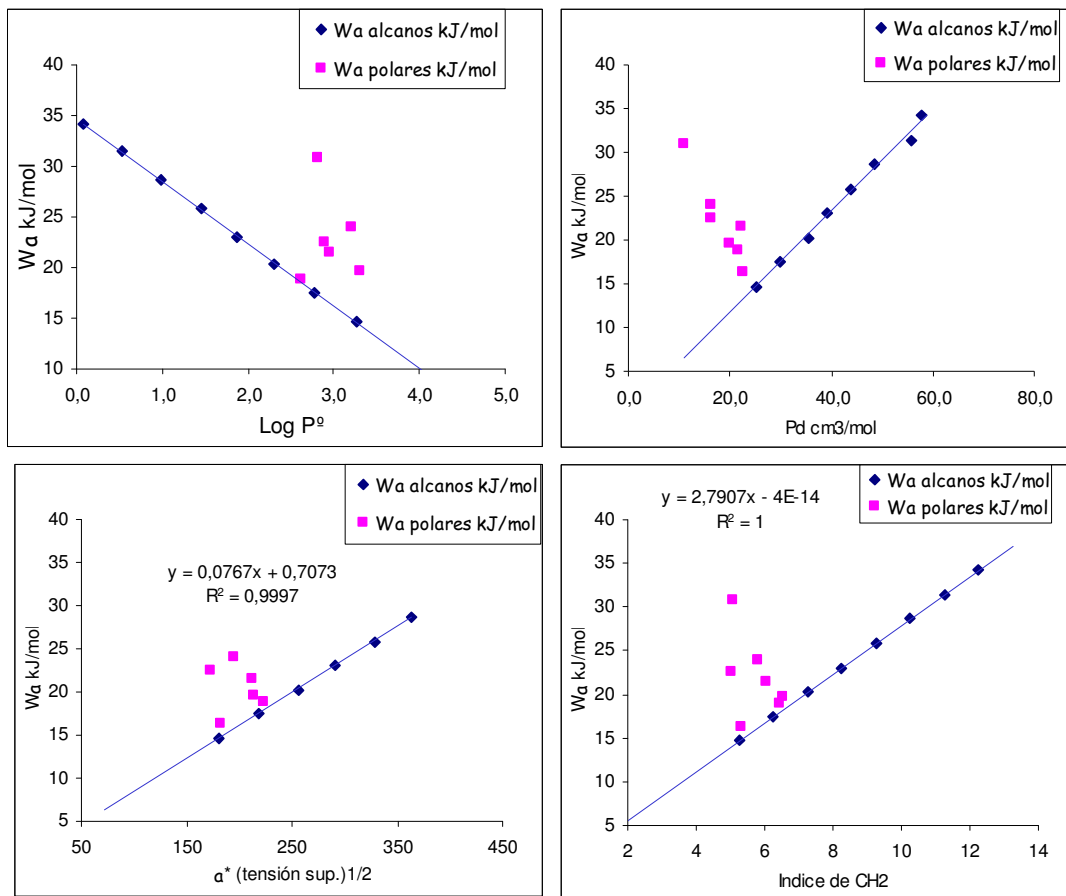 Wa alcanos kJ/mol
Wa polares kJ/mol
Wa kJ/mol
40
35
30
25
20
15
10
0,0 1,0 2,0 3,0 4,0 5,0
Log Pº
Wa alcanos kJ/mol
Wa polares kJ/mol
Wa kJ/mol
40
35
30
25
20
15
10
5
0,0 20,0 40,0 60,0 80,0
Pd cm3/mol
Wa alcanos kJ/mol
Wa polares kJ/mol
y = 0,0767x + 0,7073
R² = 0,9997
Wa kJ/mol
40
35
30
25
20
15
10
5
50 150 250 350 450
a* (tensión sup.)1/2
Wa alcanos kJ/mol
Wa polares kJ/mol
y = 2,7907x - 4E-14
R² = 1
Wa kJ/mol
40
35
30
25
20
15
10
5
2 4 6 8 10 12 14
Indice de CH2